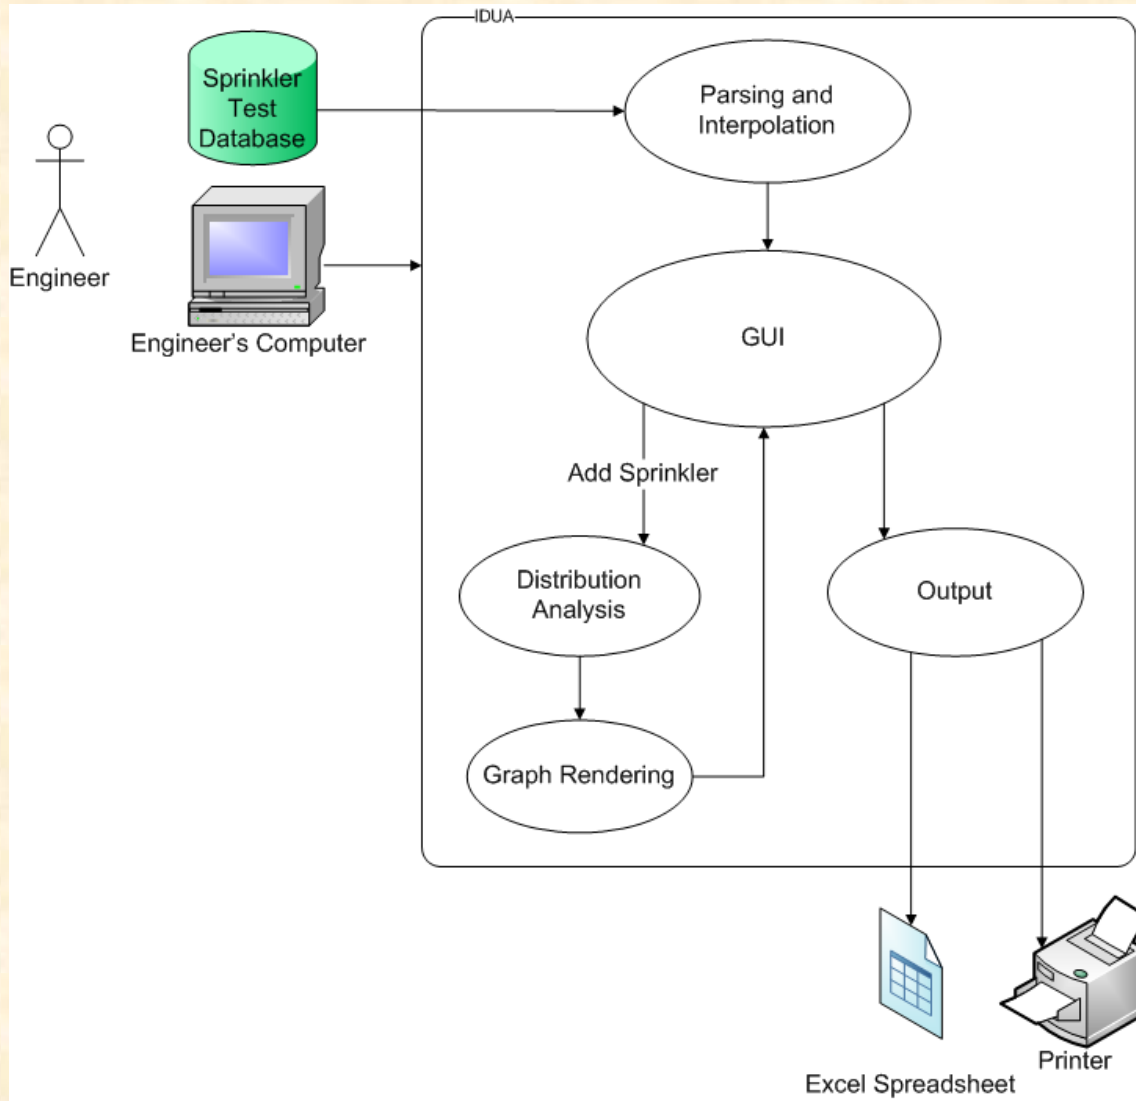 IDUA
Sprinkler
Test
Database
Parsing and
Interpolation
Engineer
Engineer's Computer
GUI
Add Sprinkler
Distribution
Analysis
Output
Graph Rendering
Printer
Excel Spreadsheet